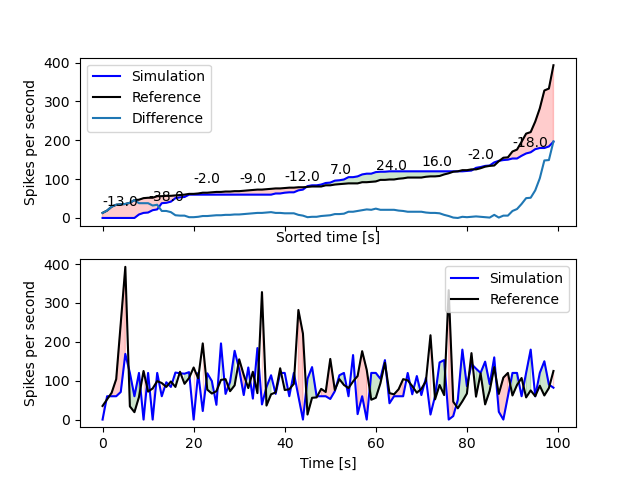 Spikes per second
400
300
200
100
0
Simulation
Reference
Difference
-13.0
-38.0
-2.0
-9.0
-12.0
7.0
24.0
16.0
-2.0
-18.0
Sorted time [s]
Spikes per second
400
300
200
100
0
Simulation
Reference
0 20 40 60 80 100
Time [s]